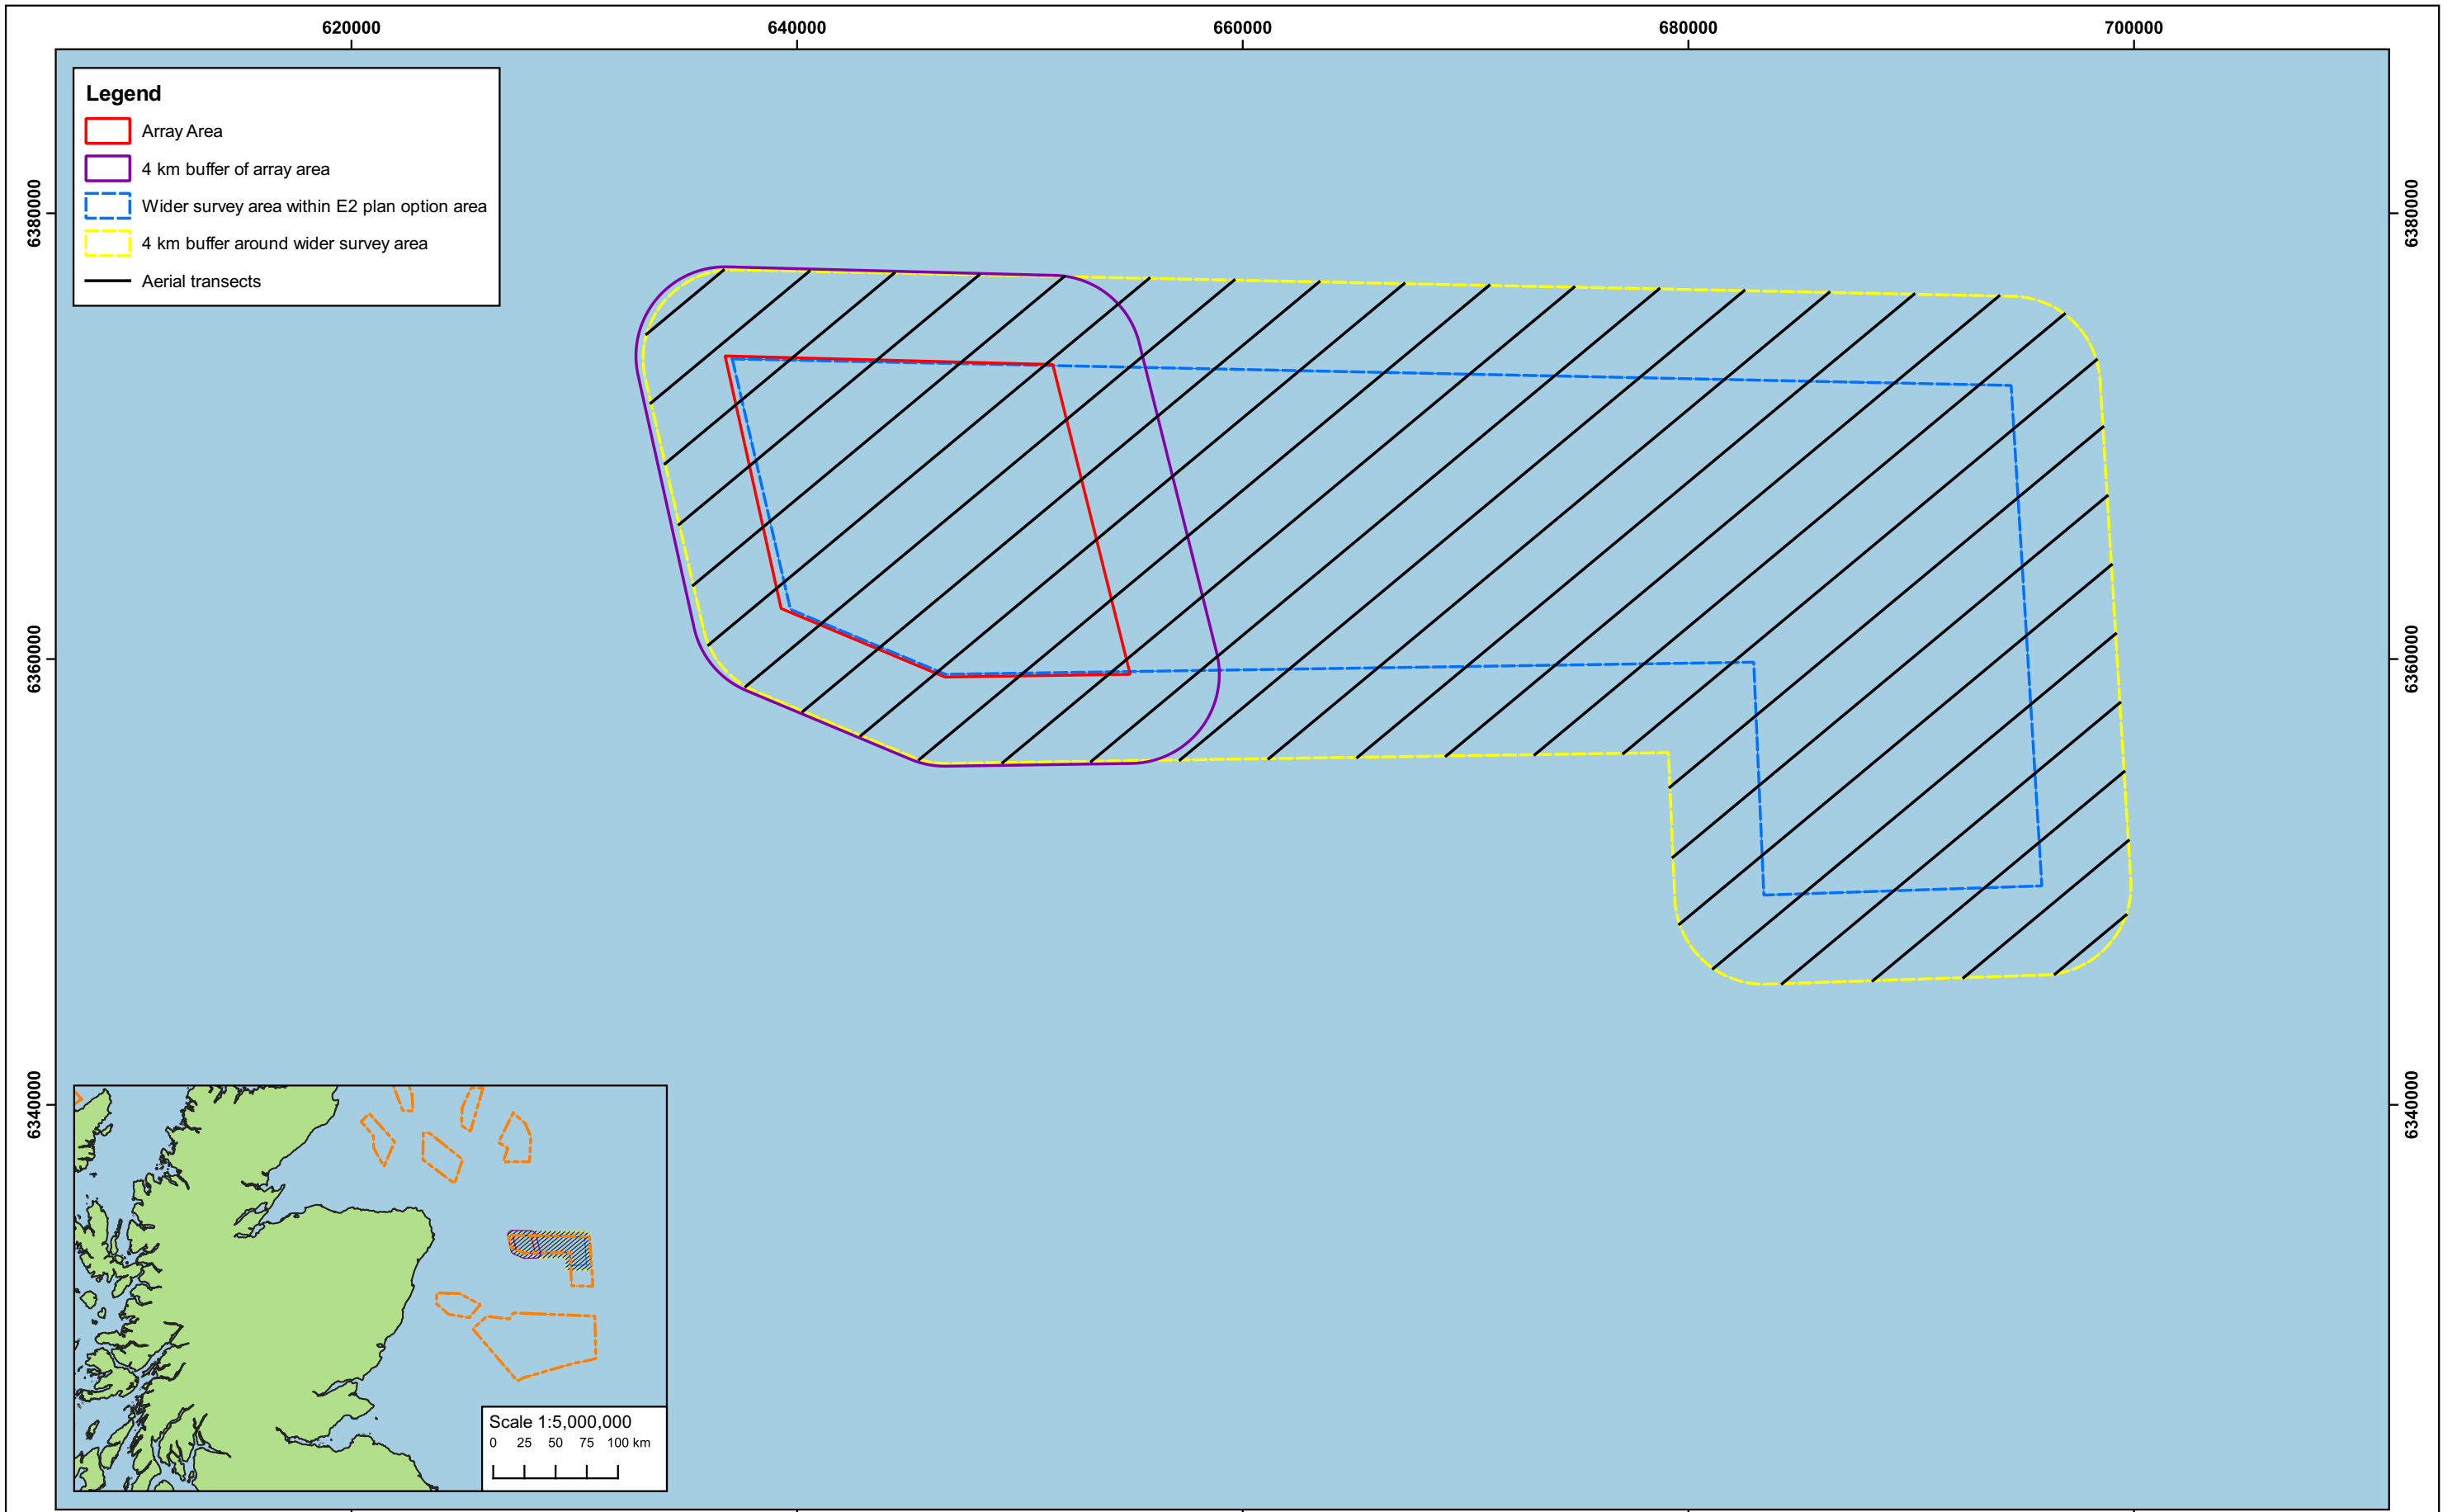 620000 640000 660000 680000 700000
Legend
Array Area
4 km buffer of array area
Wider survey area within E2 plan option area
4 km buffer around wider survey area
Aerial transects
6380000 6380000
6360000 6360000
6340000 6340000
Scale 1:5,000,000
0 25 50 75 100 km